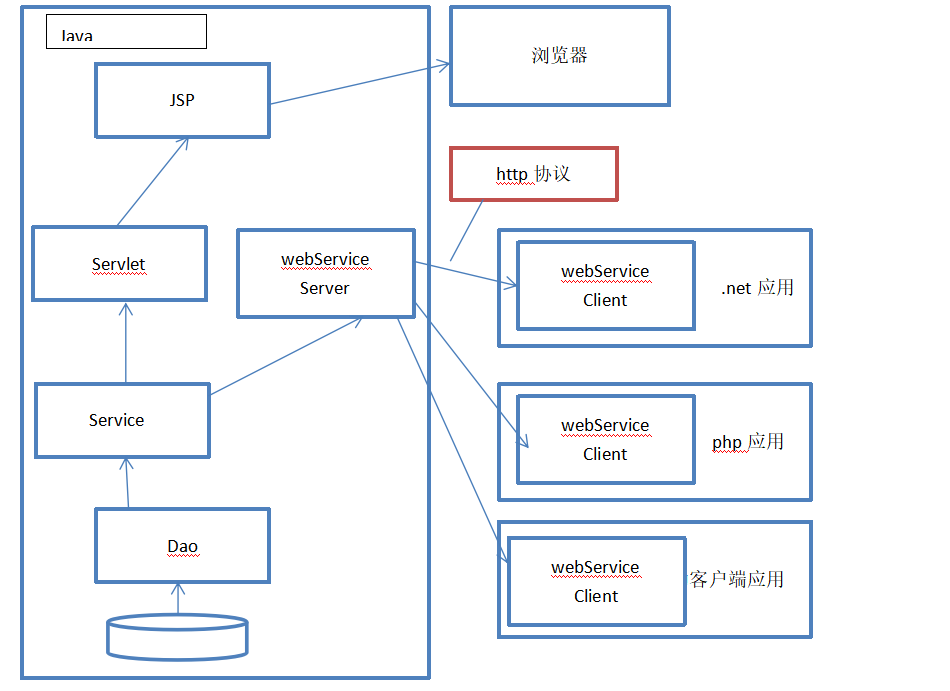 Java
浏览器
JSP
http 协议
Servlet
webService
Server
webService
Client
.net 应用
Service
webService
Client
php 应用
Dao
webService
Client
客户端应用